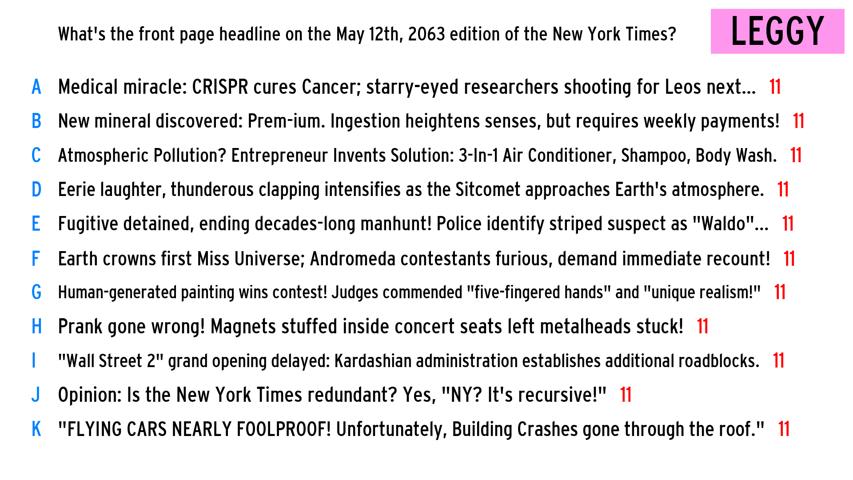 What's the front page headline on the May 12th, 2063 edition of the New York Times?
LEGGY
A Medical miracle: CRISPR cures Cancer; starry-eyed researchers shooting for Leos next... 11
B New mineral discovered: Prem-ium. Ingestion heightens senses, but requires weekly payments! 11
C Atmospheric Pollution? Entrepreneur Invents Solution: 3-In-1 Air Conditioner, Shampoo, Body Wash. 11
D Eerie laughter, thunderous clapping intensifies as the Sitcomet approaches Earth's atmosphere. 11
E Fugitive detained, ending decades-long manhunt! Police identify striped suspect as "Waldo"... 11
F Earth crowns first Miss Universe; Andromeda contestants furious, demand immediate recount! 11
G Human-generated painting wins contest! Judges commended "five-fingered hands" and "unique realism!" 11
H Prank gone wrong! Magnets stuffed inside concert seats left metalheads stuck! 11
I "Wall Street 2" grand opening delayed: Kardashian administration establishes additional roadblocks. 11
J Opinion: Is the New York Times redundant? Yes, "NY? It's recursive!" 11
K "FLYING CARS NEARLY FOOLPROOF! Unfortunately, Building Crashes gone through the roof." 11